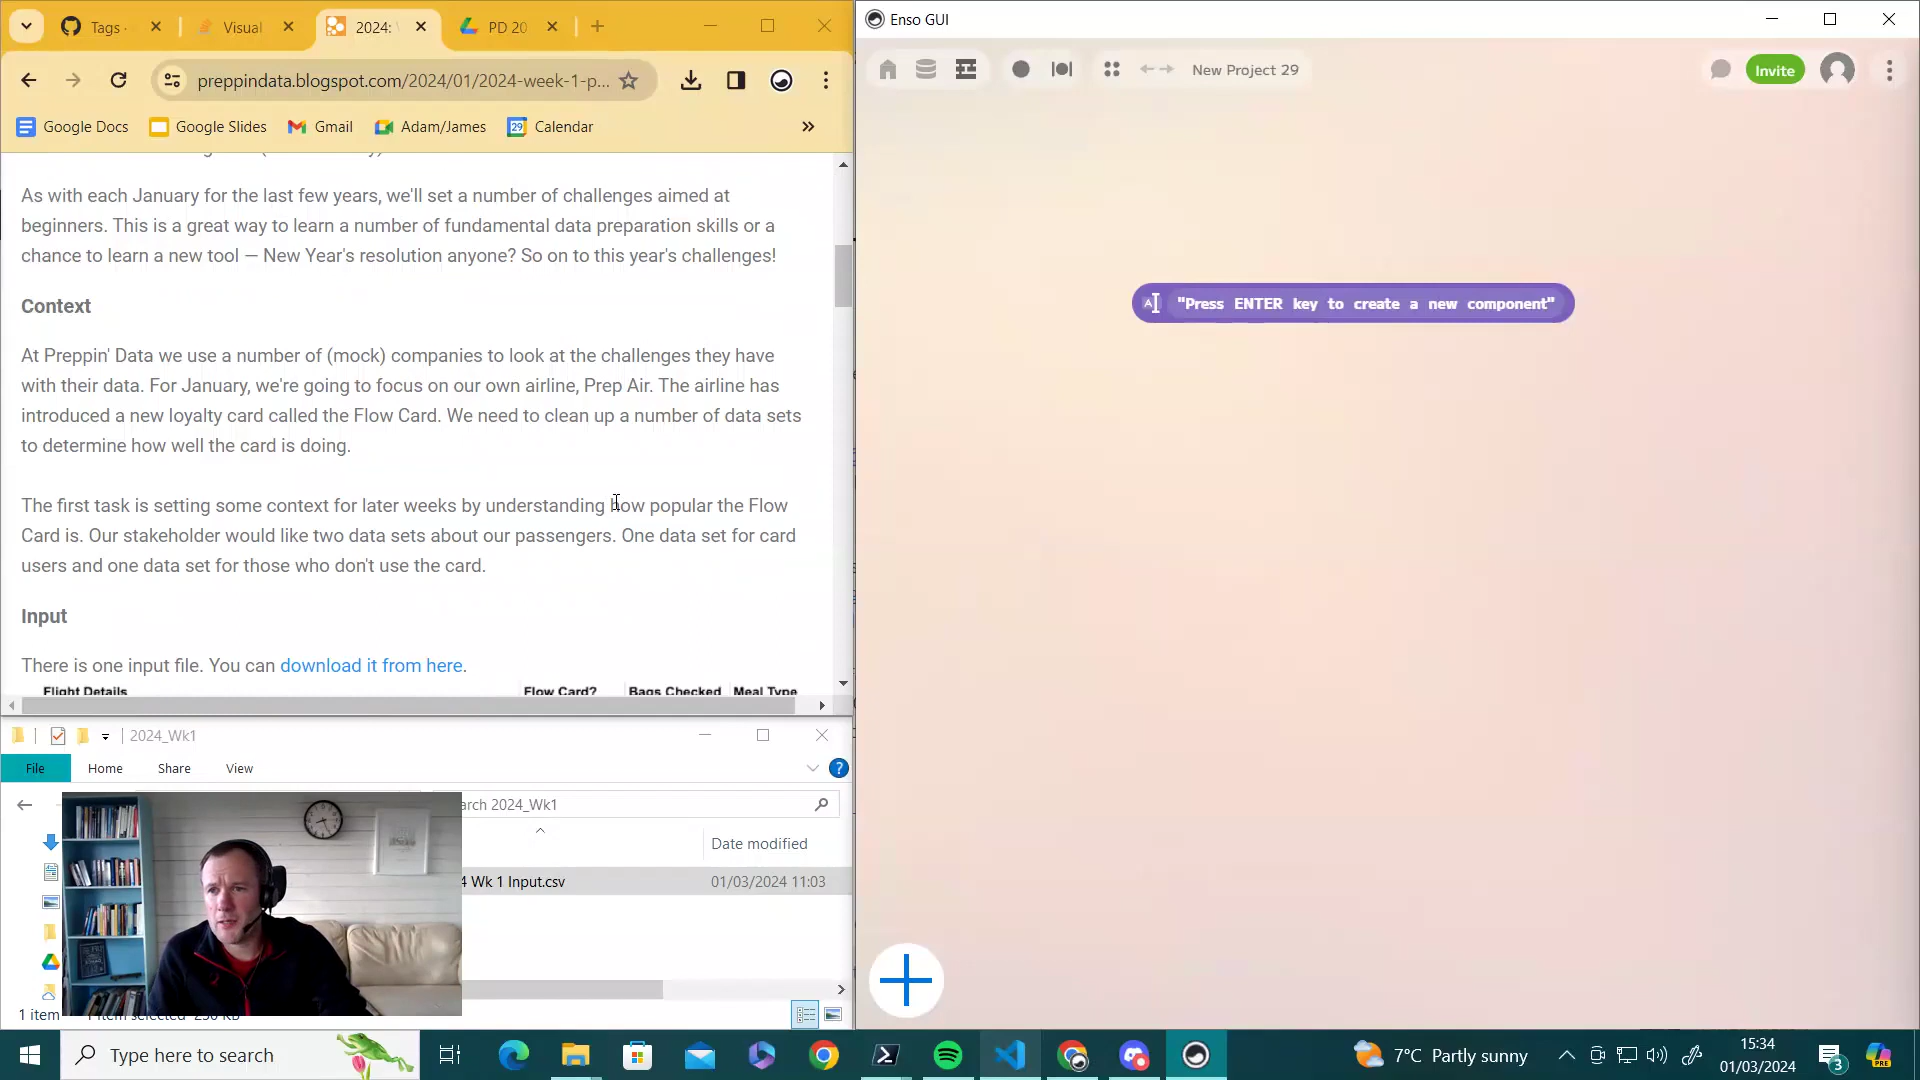 Tags
Visual
2024:
PD 20
preppindata.blogspot.com/2024/01/2024-week-1-p...
Google Docs
Google Slides
Gmail
Adam/James
29
Calendar
As with each January for the last few years, we'll set a number of challenges aimed at
beginners. This is a great way to learn a number of fundamental data preparation skills or a
chance to learn a new tool — New Year's resolution anyone? So on to this year's challenges!
Context
At Preppin' Data we use a number of (mock) companies to look at the challenges they have
with their data. For January, we're going to focus on our own airline, Prep Air. The airline has
introduced a new loyalty card called the Flow Card. We need to clean up a number of data sets
to determine how well the card is doing.
The first task is setting some context for later weeks by understanding how popular the Flow
Card is. Our stakeholder would like two data sets about our passengers. One data set for card
users and one data set for those who don't use the card.
Input
There is one input file. You can download it from here.
Flight Details Flow Card? Bags Checked Meal Type
2024_Wk1
File Home Share View
arch 2024_Wk1
Date modified
4 Wk 1 Input.csv 01/03/2024 11:03
1 item
Enso GUI
New Project 29
Invite
"Press ENTER key to create a new component"
Type here to search
7°C Partly sunny
15:34
01/03/2024
3
PRE